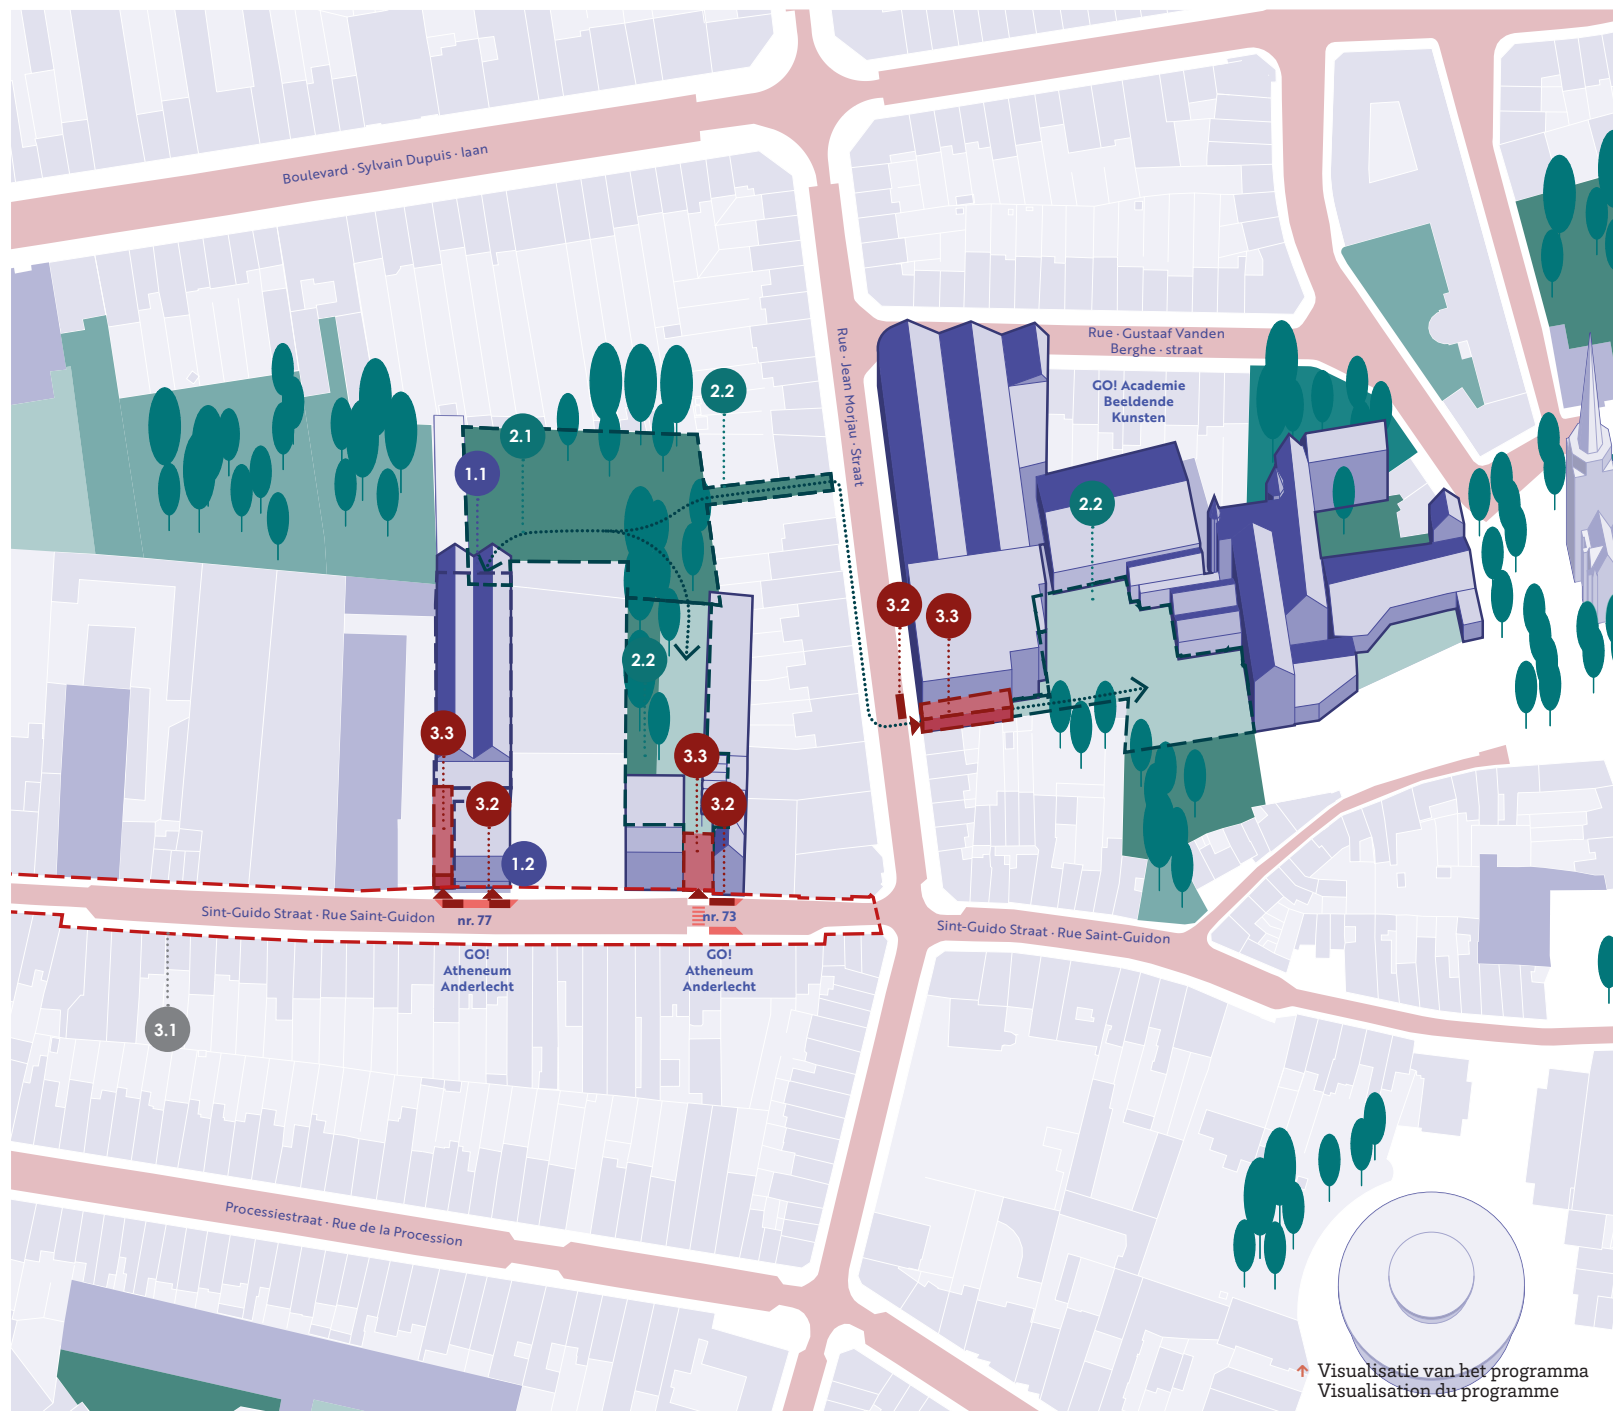 Boulevard · Sylvain Dupuis · laan
Rue · Jean Morjau · Straat
Rue · Gustaaf Vanden
Berghe · straat
GO! Academie
Beeldende
Kunsten
2.2
2.1
1.1
2.2
3.2
3.3
2.2
3.3
3.3
3.2
3.2
1.2
Sint-Guido Straat · Rue Saint-Guidon
nr. 77
nr. 73
Sint-Guido Straat · Rue Saint-Guidon
GO!
Atheneum
Anderlecht
GO!
Atheneum
Anderlecht
3.1
Processiestraat · Rue de la Procession
↑ Visualisatie van het programma
Visualisation du programme